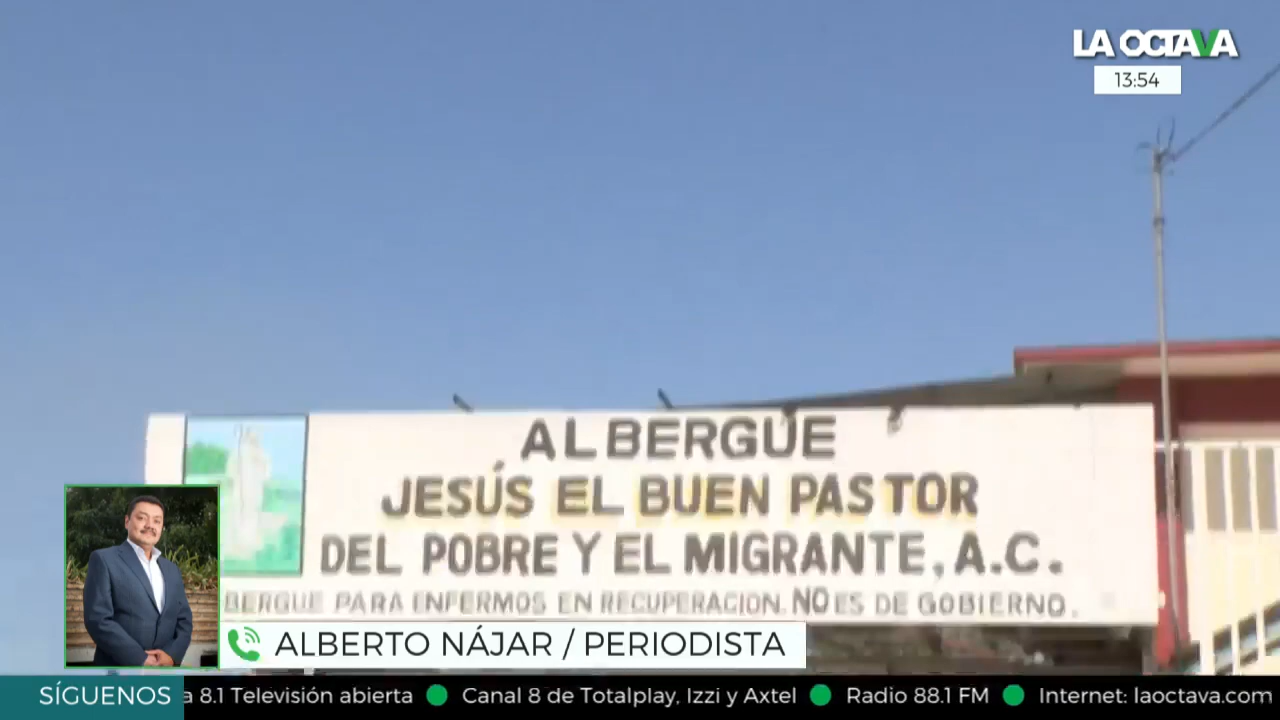 LA OCTAVA
13:54
ALBERGUE
JESÚS EL BUEN PASTOR
DEL POBRE Y EL MIGRANTE, A.C.
BERGUE PARA ENFERMOS EN RECUPERACION. NO ES DE GOBIERNO.
ALBERTO NÁJAR / PERIODISTA
SÍGUENOS a 8.1 Televisión abierta Canal 8 de Totalplay, Izzi y Axtel Radio 88.1 FM Internet: laoctava.com